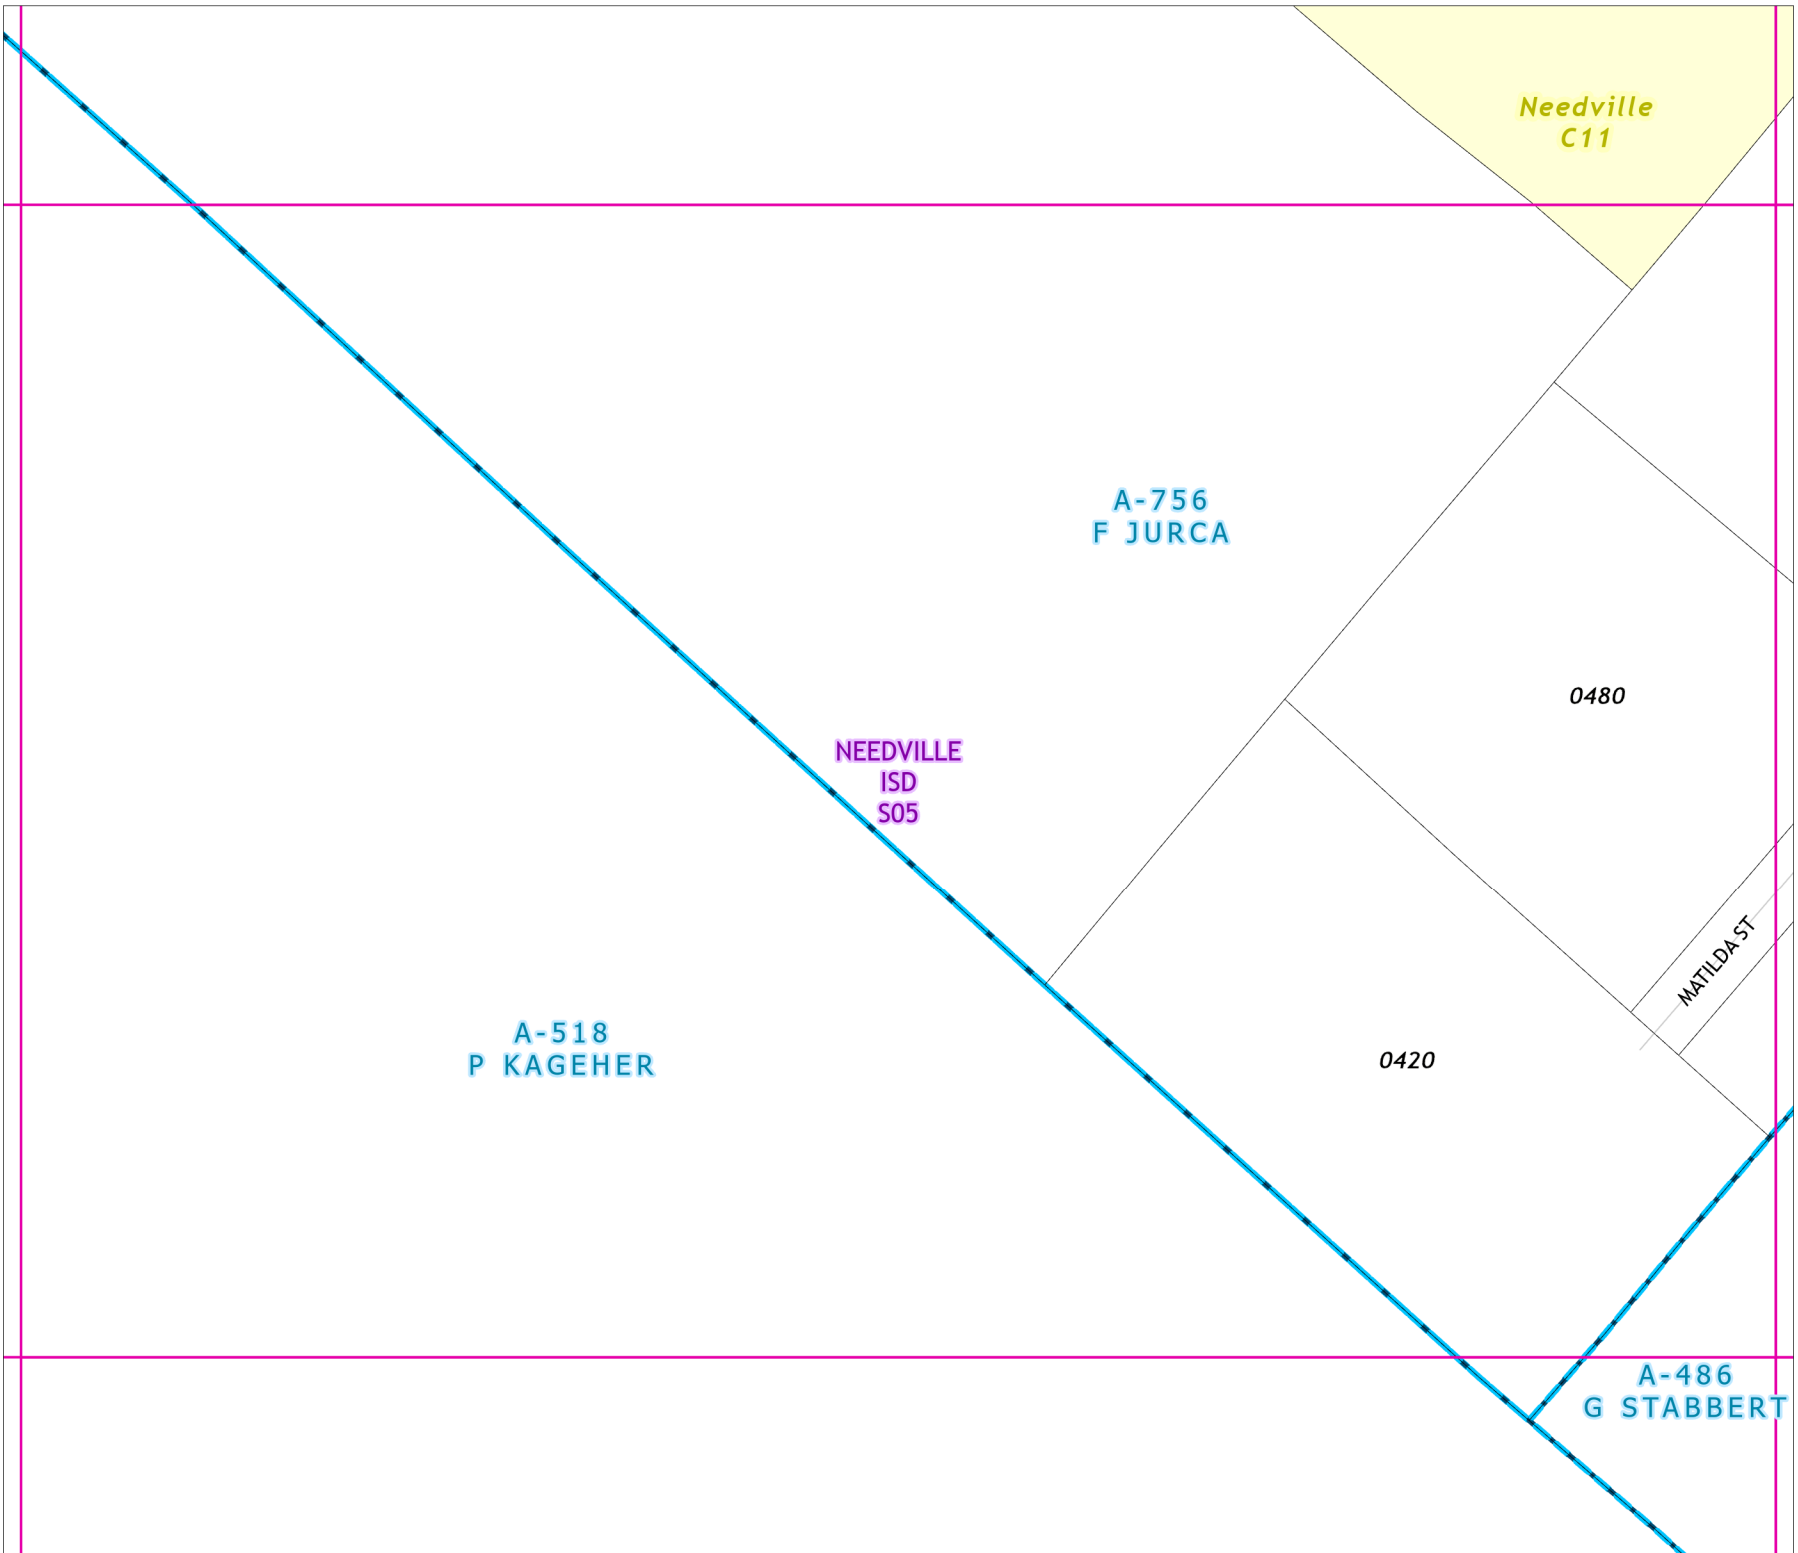 Needville
C11
A-756
F JURCA
0480
NEEDVILLE
ISD
S05
MATILDA ST
A-518
P KAGEHER
0420
A-486
G STABBERT